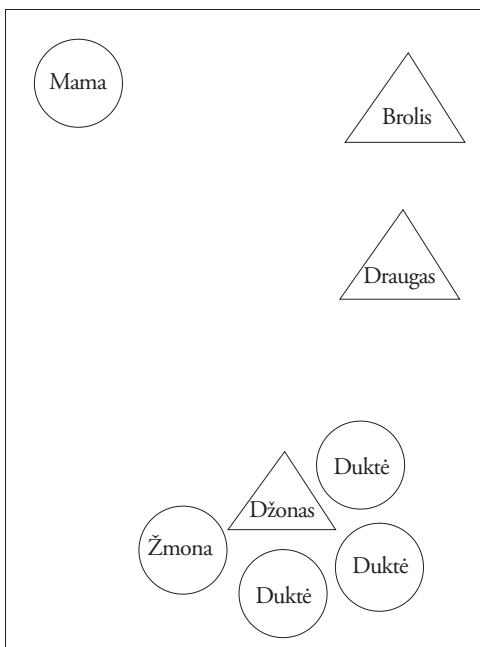 Mama
Brolis
Draugas
Duktė
Džonas
Žmona
Duktė
Duktė